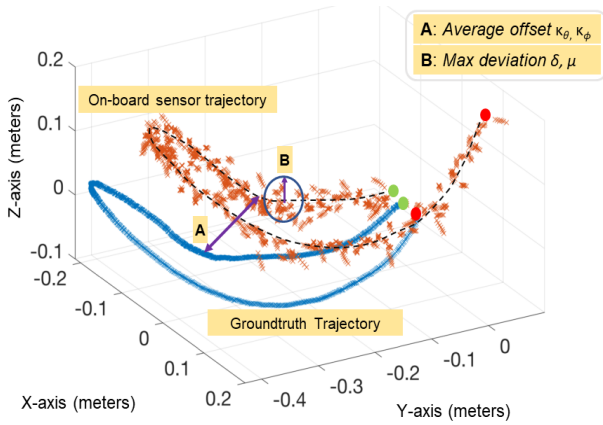 A: Average offset κθ, κϕ
B: Max deviation δ, μ
On-board sensor trajectory
B
A
Groundtruth Trajectory
Z-axis (meters)
0.2
0.1
0
-0.1
-0.2
-0.1
0
0.1
0.2
X-axis (meters)
-0.4
-0.3
-0.2
-0.1
0
Y-axis (meters)